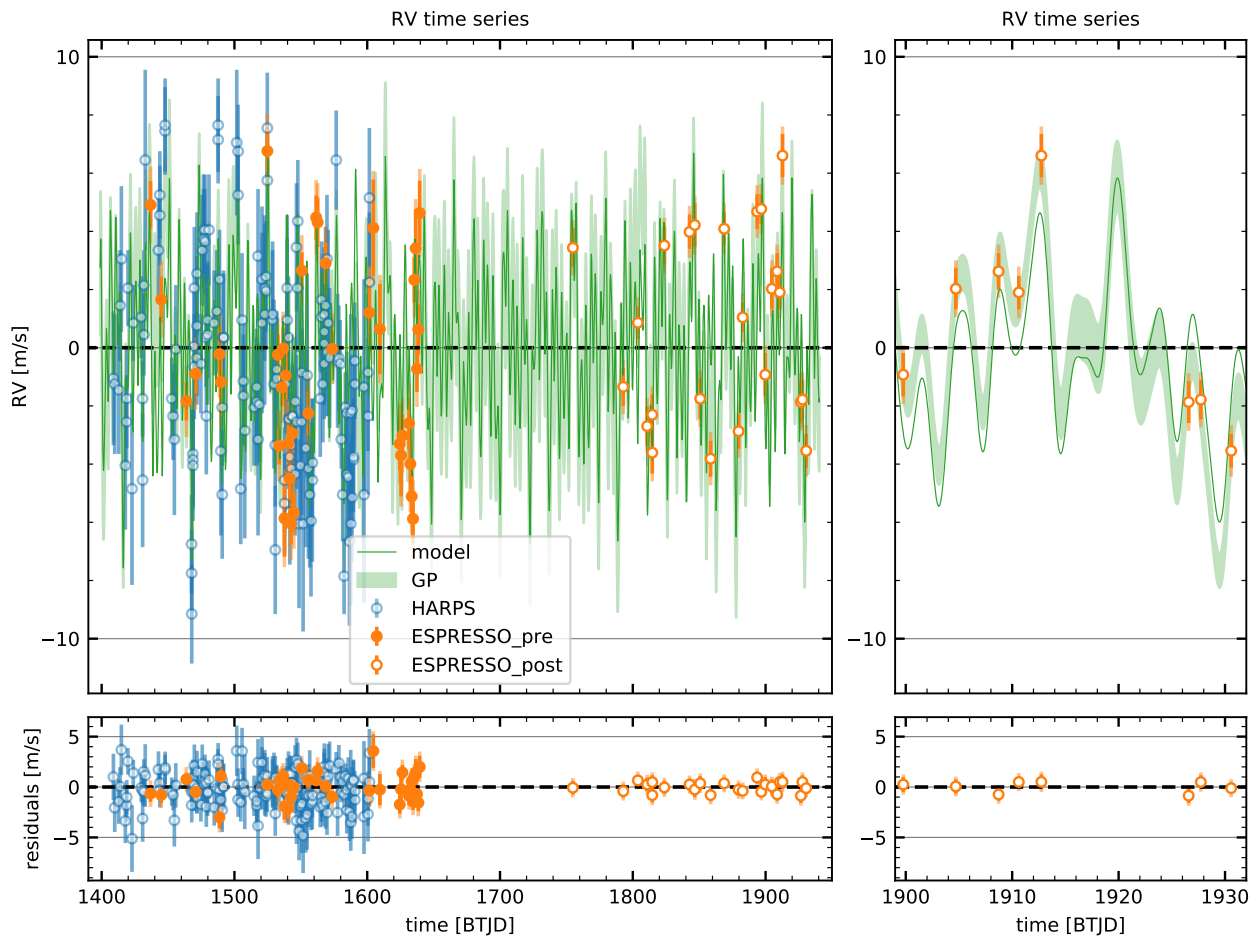 RV time series
RV time series
10
0
−10
RV [m/s]
model
GP
HARPS
ESPRESSO_pre
ESPRESSO_post
10
0
−10
5
0
−5
residuals [m/s]
1400 1500 1600 1700 1800 1900
time [BTJD]
5
0
−5
1900 1910 1920 1930
time [BTJD]